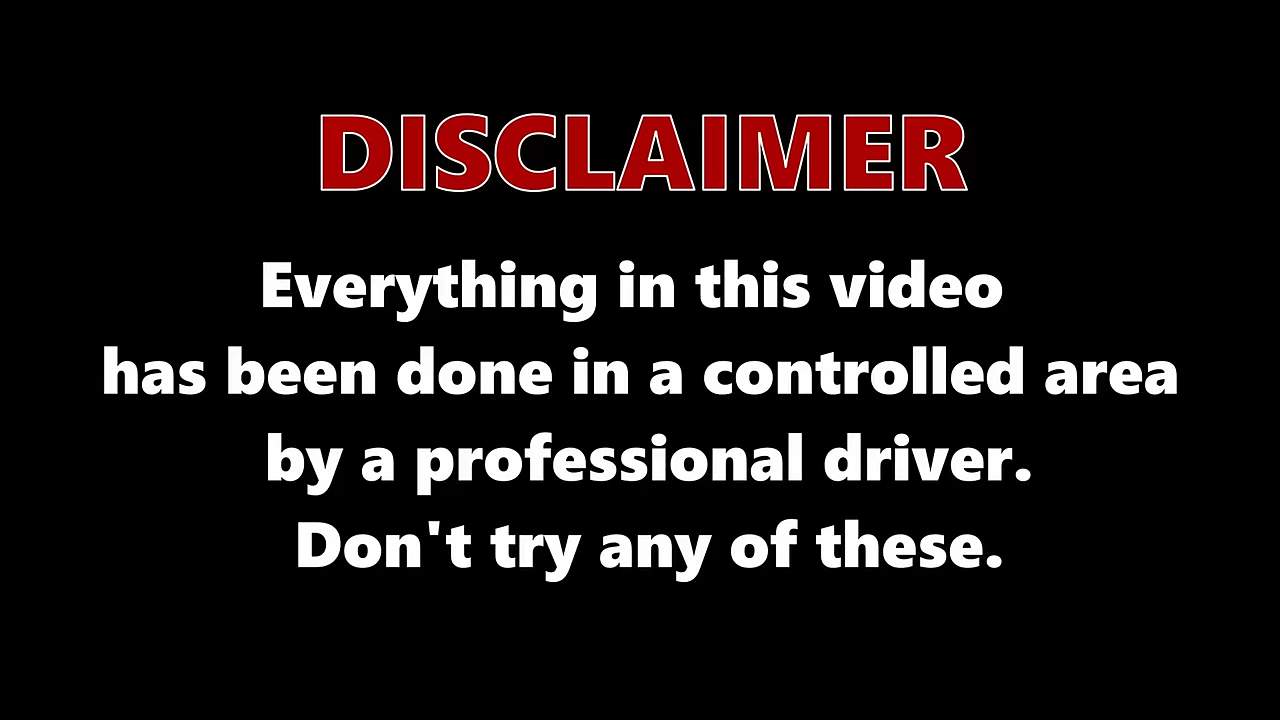 DISCLAIMER
Everything in this video
has been done in a controlled area
by a professional driver.
Don't try any of these.